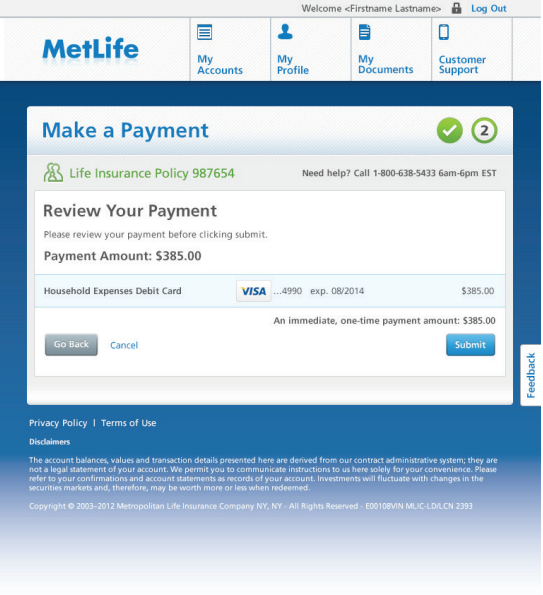 Welcome <Firstname Lastname> Log Out
MetLife
My Accounts
My Profile
My Documents
Customer Support
Make a Payment
2
Life Insurance Policy 987654
Need help? Call 1-800-638-5433 6am-6pm EST
Review Your Payment
Please review your payment before clicking submit.
Payment Amount: $385.00
Household Expenses Debit Card VISA ...4990 exp. 08/2014 $385.00
An immediate, one-time payment amount: $385.00
Go Back Cancel Submit
Feedback
Privacy Policy | Terms of Use
Disclaimers
The account balances, values and transaction details presented here are derived from our contract administrative system; they are
not a legal statement of your account. We permit you to communicate instructions to us here solely for your convenience. Please
refer to your confirmations and account statements as records of your account. Investments will fluctuate with changes in the
securities markets and, therefore, may be worth more or less when redeemed.
Copyright © 2003-2012 Metropolitan Life Insurance Company NY, NY - All Rights Reserved - E00108VIN MLIC-LD/LCN 2393